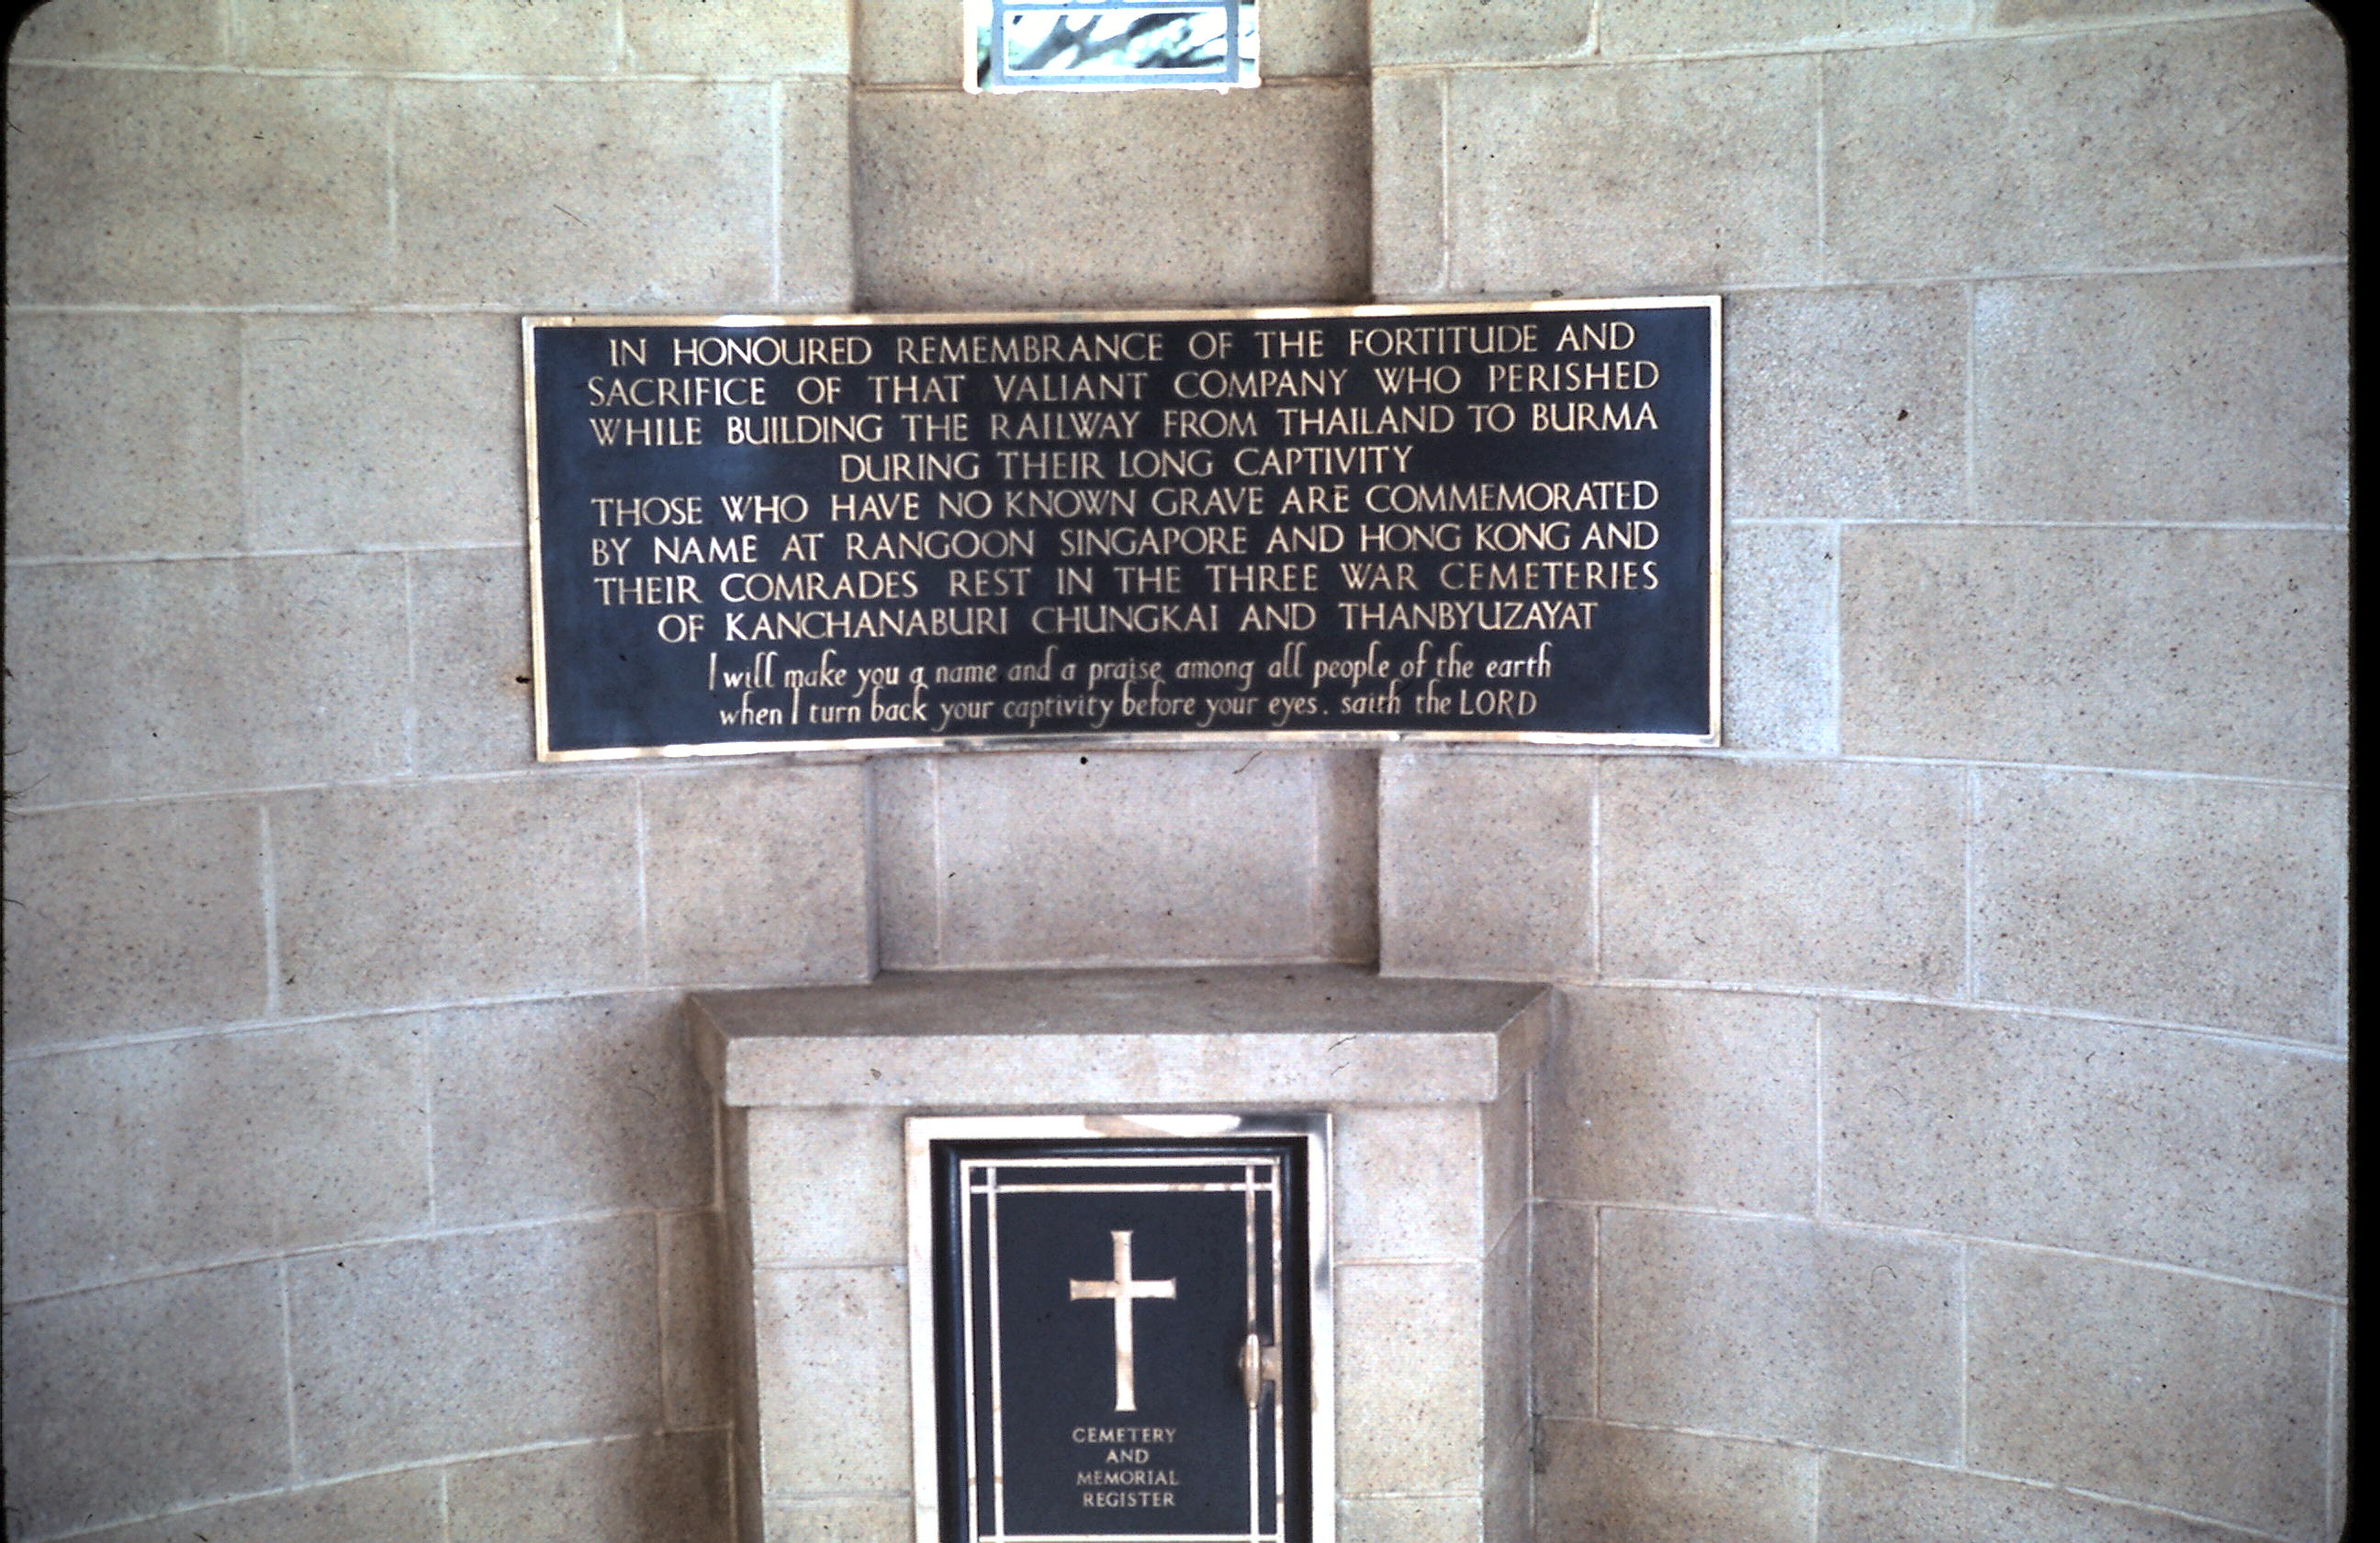 IN HONOURED REMEMBRANCE OF THE FORTITUDE AND
SACRIFICE OF THAT VALIANT COMPANY WHO PERISHED
WHILE BUILDING THE RAILWAY FROM THAILAND TO BURMA
DURING THEIR LONG CAPTIVITY
THOSE WHO HAVE NO KNOWN GRAVE ARE COMMEMORATED
BY NAME AT RANGOON SINGAPORE AND HONG KONG AND
THEIR COMRADES REST IN THE THREE WAR CEMETERIES
OF KANCHANABURI CHUNGKAI AND THANBYUZAYAT
I will make you a name and a praise among all people of the earth
when I turn back your captivity before your eyes. saith the LORD
CEMETERY
AND
MEMORIAL
REGISTER